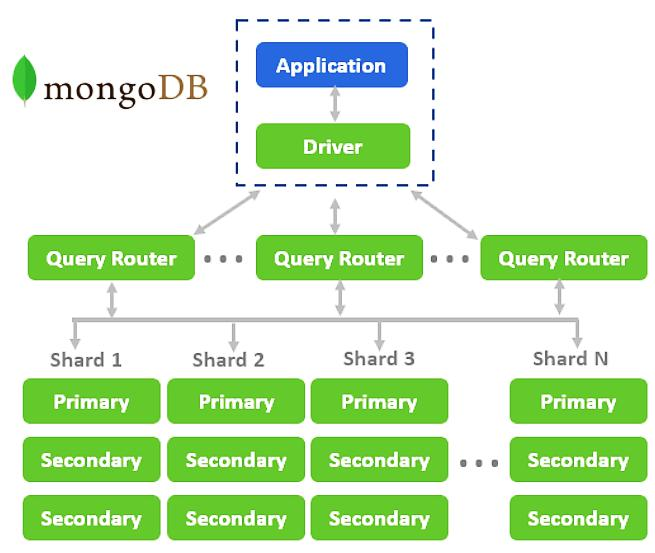 mongoDB
Application
Driver
Query Router
Query Router
Query Router
Shard 1
Shard 2
Shard 3
Shard N
Primary
Primary
Primary
Primary
Secondary
Secondary
Secondary
Secondary
Secondary
Secondary
Secondary
Secondary